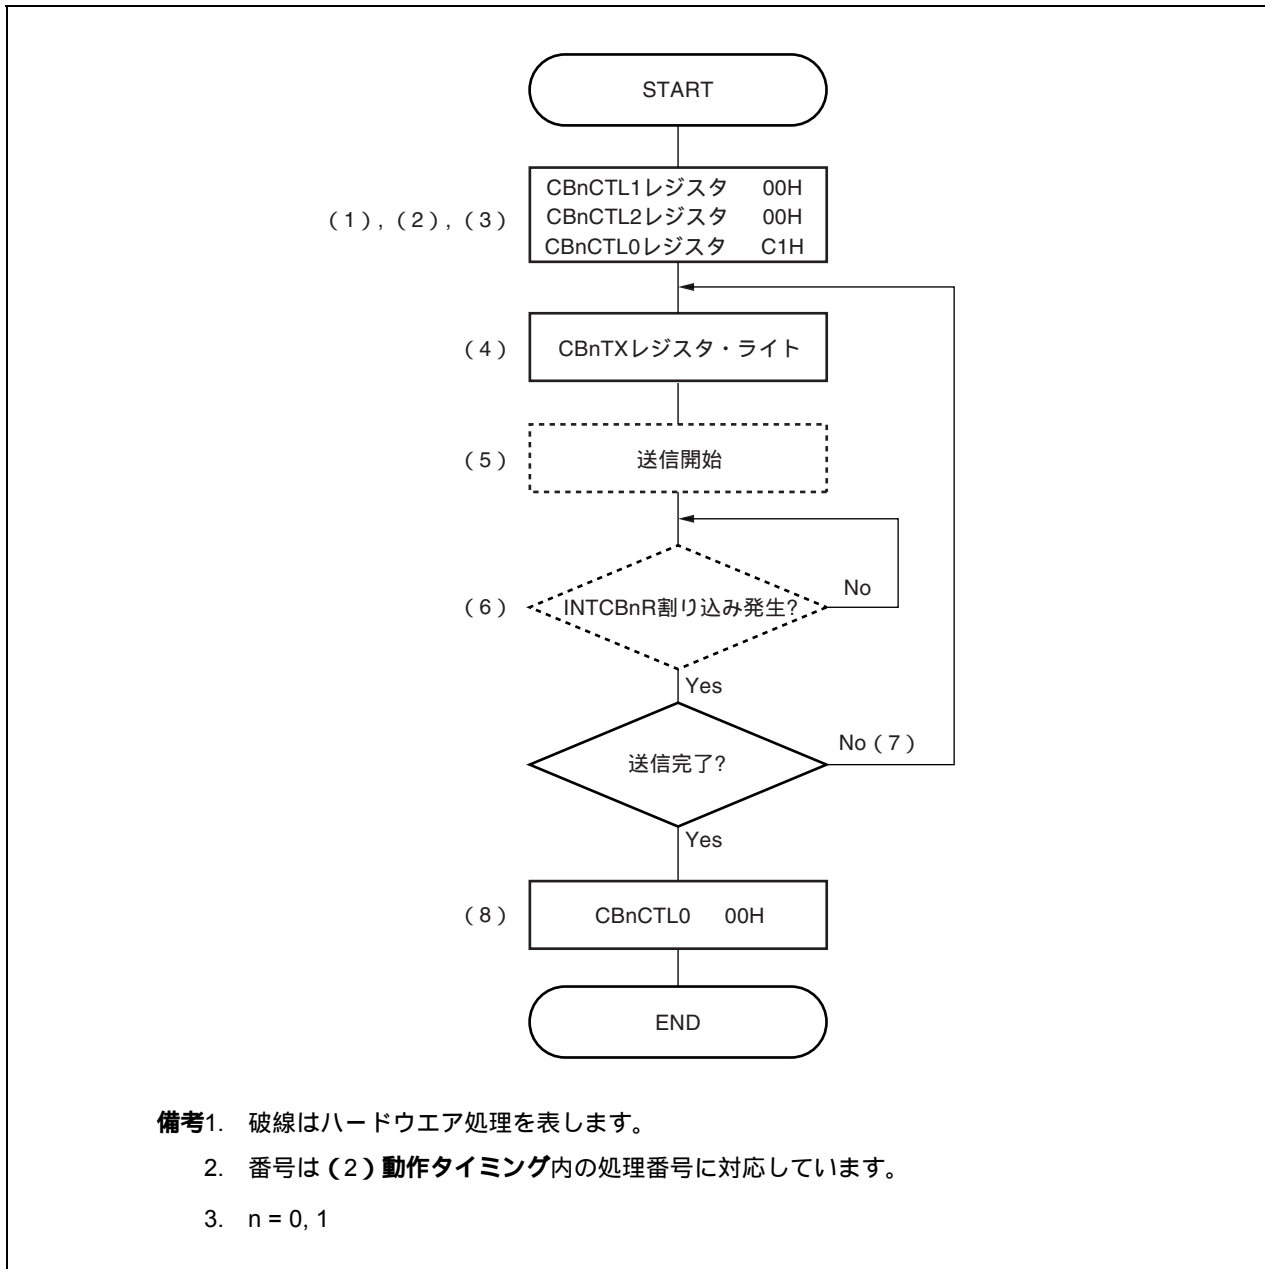 START
CBnCTL1レジスタ 00H
(1), (2), (3) CBnCTL2レジスタ 00H
CBnCTL0レジスタ C1H
(4) CBnTXレジスタ・ライト
(5) 送信開始
(6) INTCBnR割り込み発生? No
Yes
送信完了? No(7)
Yes
(8) CBnCTL0 00H
END
備考1. 破線はハードウエア処理を表します。
2. 番号は(2)動作タイミング内の処理番号に対応しています。
3. n = 0, 1